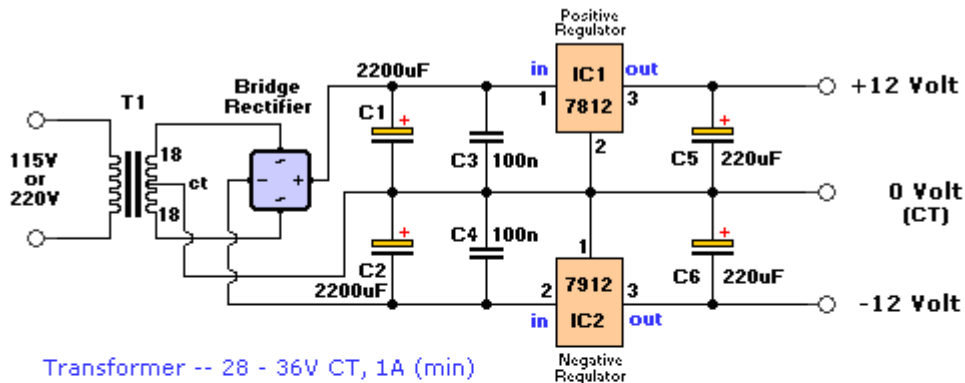 Positive
Regulator
2200uF
in
IC1
out
Bridge
Rectifier
T1
C1
+
1
7812
3
+
+12 Volt
18
2
C3
100n
C5
220uF
115V
or
220V
ct
-
+
0 Volt
(CT)
18
+
C4
100n
1
+
C2
2200uF
2
7912
3
C6
220uF
in
IC2
out
-12 Volt
Negative
Regulator
Transformer -- 28 - 36V CT, 1A (min)